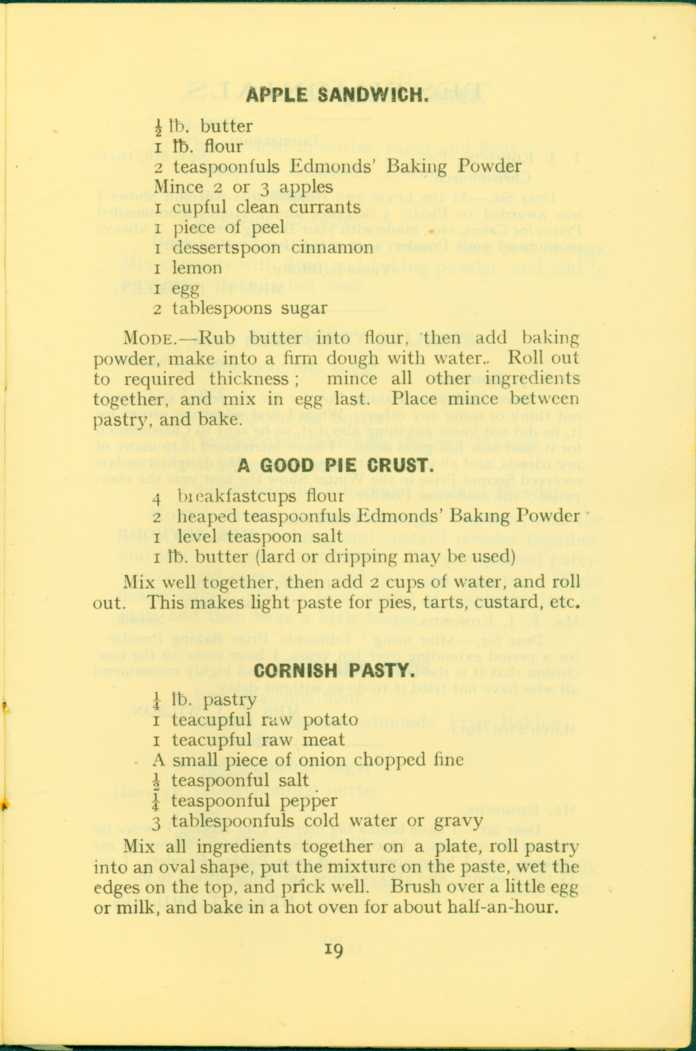 APPLE SANDWICH.
½ lb. butter
1 lb. flour
2 teaspoonfuls Edmonds' Baking Powder
Mince 2 or 3 apples
1 cupful clean currants
1 piece of peel
1 dessertspoon cinnamon
1 lemon
1 egg
2 tablespoons sugar
MODE.—Rub butter into flour, then add baking
powder, make into a firm dough with water.. Roll out
to required thickness; mince all other ingredients
together, and mix in egg last. Place mince between
pastry, and bake.
A GOOD PIE CRUST.
4 breakfastcups flour
2 heaped teaspoonfuls Edmonds' Baking Powder
1 level teaspoon salt
1 lb. butter (lard or dripping may be used)
Mix well together, then add 2 cups of water, and roll
out. This makes light paste for pies, tarts, custard, etc.
CORNISH PASTY.
¼ lb. pastry
1 teacupful raw potato
1 teacupful raw meat
A small piece of onion chopped fine
½ teaspoonful salt
¼ teaspoonful pepper
3 tablespoonfuls cold water or gravy
Mix all ingredients together on a plate, roll pastry
into an oval shape, put the mixture on the paste, wet the
edges on the top, and prick well. Brush over a little egg
or milk, and bake in a hot oven for about half-an-hour.
19